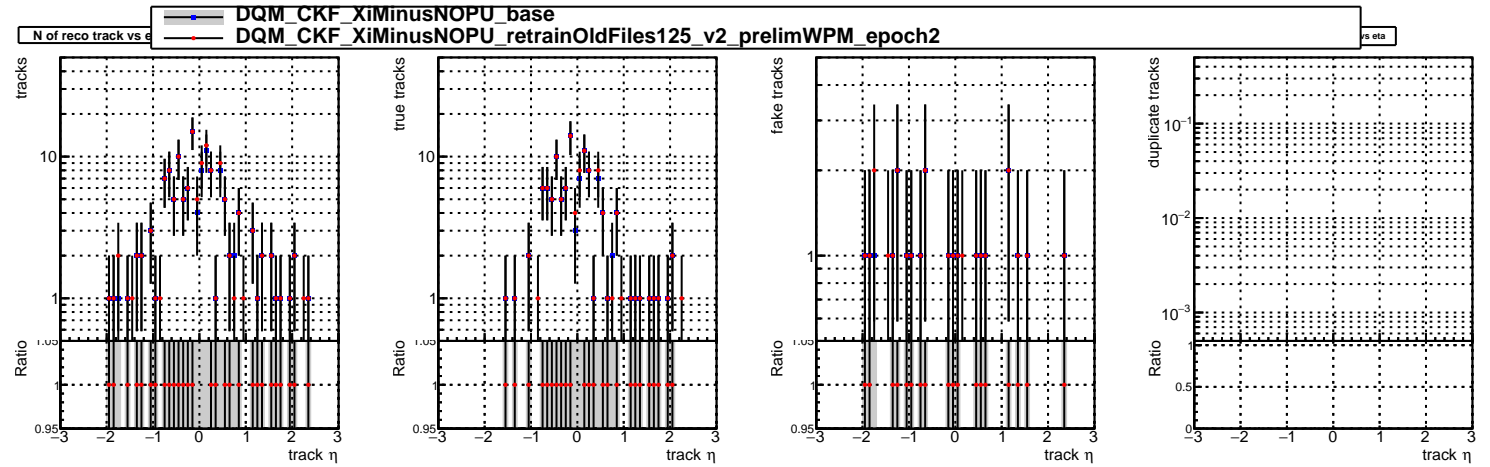 DQM_CKF_XiMinusNOPU_base
DQM_CKF_XiMinusNOPU_retrainOldFiles125_v2_prelimWPM_epoch2
N of reco track vs e
vs eta
tracks
10
1
Ratio
1.05
1
0.95
−3 −2 −1 0 1 2 3
track η
true tracks
10
1
Ratio
1.05
1
0.95
−3 −2 −1 0 1 2 3
track η
fake tracks
1
Ratio
1.05
1
0.95
−3 −2 −1 0 1 2 3
track η
duplicate tracks
10−1
10−2
10−3
Ratio
1
0.5
0
−3 −2 −1 0 1 2 3
track η